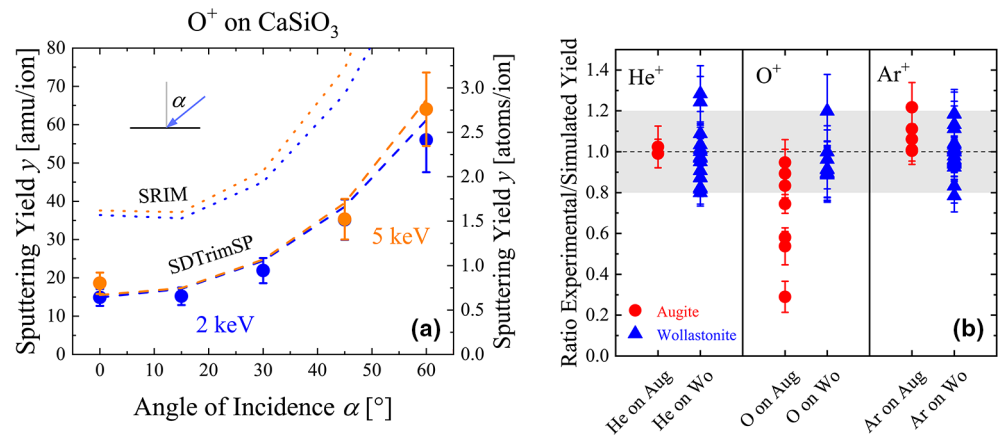 O⁺ on CaSiO₃
Sputtering Yield y [amu/ion]
80
70
60
50
40
30
20
10
0
α
SRIM
SDTrimSP
5 keV
2 keV
(a)
3.0
2.5
2.0
1.5
1.0
0.5
0.0
Sputtering Yield y [atoms/ion]
0 10 20 30 40 50 60
Angle of Incidence α [°]
Ratio Experimental/Simulated Yield
1.4
1.2
1.0
0.8
0.6
0.4
0.2
0.0
He⁺
O⁺
Ar⁺
Augite
Wollastonite
(b)
He on Aug
He on Wo
O on Aug
O on Wo
Ar on Aug
Ar on Wo